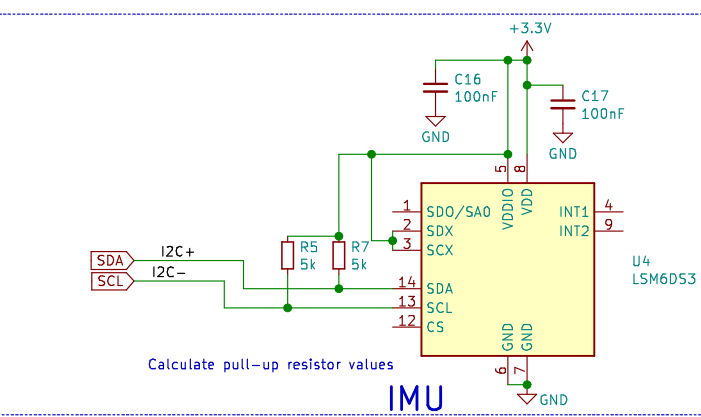 +3.3V
C16
100nF
GND
C17
100nF
GND
5
8
VDDIO
VDD
1
SDO/SA0
INT1
4
2
SDX
INT2
9
3
SCX
R5
5k
R7
5k
U4
LSM6DS3
SDA
I2C+
SCL
I2C-
14
SDA
13
SCL
12
CS
GND
GND
6
7
GND
Calculate pull-up resistor values
IMU